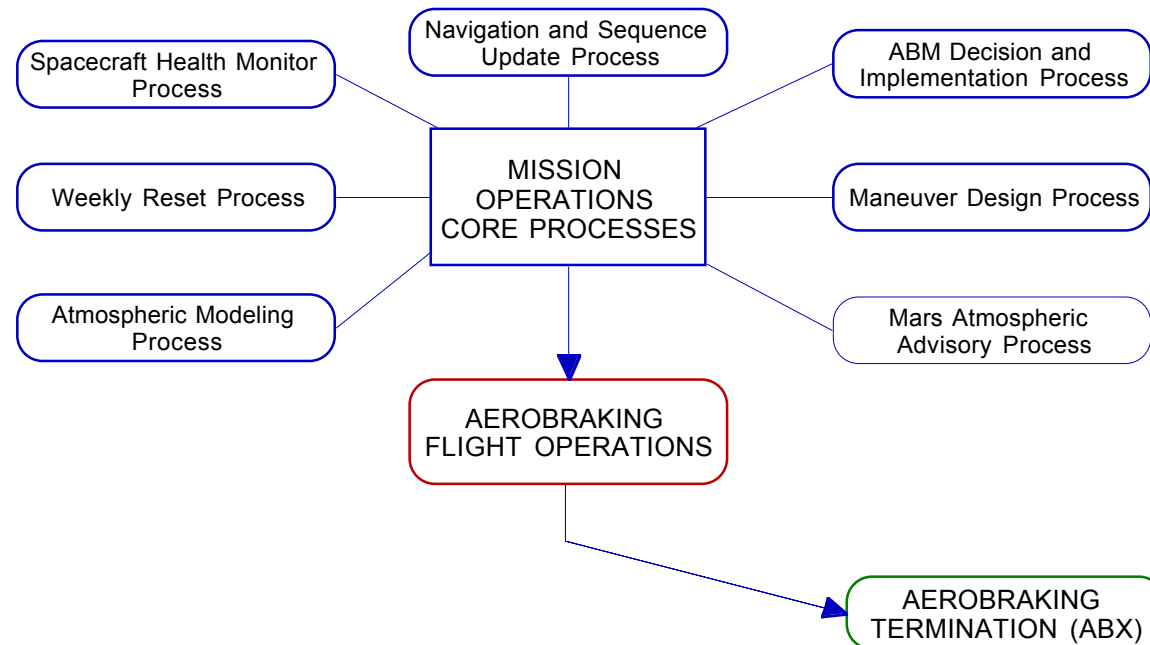 Navigation and Sequence
Update Process
Spacecraft Health Monitor
Process
ABM Decision and
Implementation Process
MISSION
OPERATIONS
CORE PROCESSES
Weekly Reset Process
Maneuver Design Process
Atmospheric Modeling
Process
Mars Atmospheric
Advisory Process
AEROBRAKING
FLIGHT OPERATIONS
AEROBRAKING
TERMINATION (ABX)